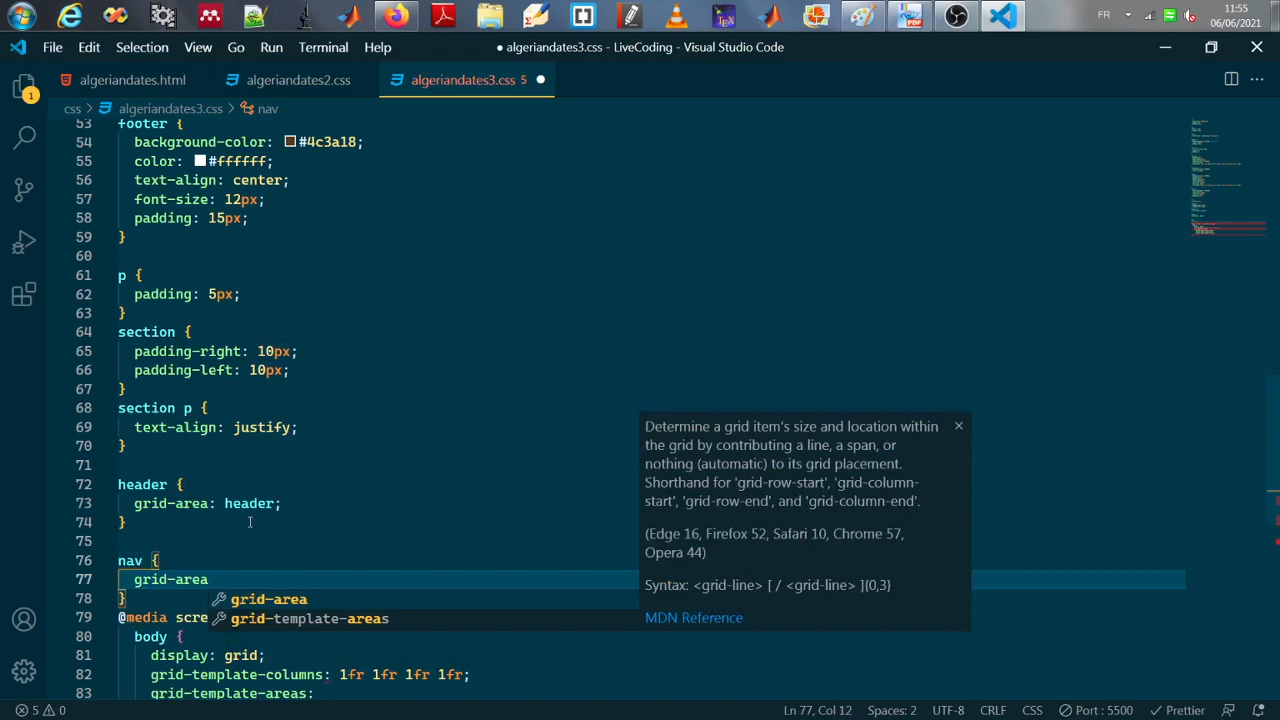 FR
11:55
06/06/2021
File Edit Selection View Go Run Terminal Help
● algeriandates3.css - LiveCoding - Visual Studio Code
algeriandates.html
algeriandates2.css
algeriandates3.css 5
css > algeriandates3.css > nav
53 footer {
54 background-color: #4c3a18;
55 color: #ffffff;
56 text-align: center;
57 font-size: 12px;
58 padding: 15px;
59 }
60
61 p {
62 padding: 5px;
63 }
64 section {
65 padding-right: 10px;
66 padding-left: 10px;
67 }
68 section p {
69 text-align: justify;
70 }
71
72 header {
73 grid-area: header;
74 }
75
76 nav {
77 grid-area
78 }
grid-area
79 @media scre
grid-template-areas
80 body {
81 display: grid;
82 grid-template-columns: 1fr 1fr 1fr 1fr;
83 grid-template-areas:
Determine a grid item's size and location within
the grid by contributing a line, a span, or
nothing (automatic) to its grid placement.
Shorthand for 'grid-row-start', 'grid-column-
start', 'grid-row-end', and 'grid-column-end'.
(Edge 16, Firefox 52, Safari 10, Chrome 57,
Opera 44)
Syntax: <grid-line> [ / <grid-line> ]{0,3}
MDN Reference
1
5 0
Ln 77, Col 12 Spaces: 2 UTF-8 CRLF CSS Port : 5500 Prettier